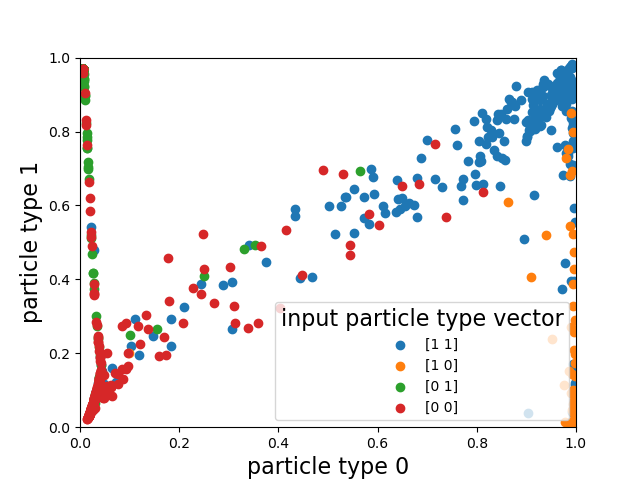 1.0
0.8
0.6
0.4
0.2
0.0
particle type 1
input particle type vector
[1 1]
[1 0]
[0 1]
[0 0]
0.0 0.2 0.4 0.6 0.8 1.0
particle type 0